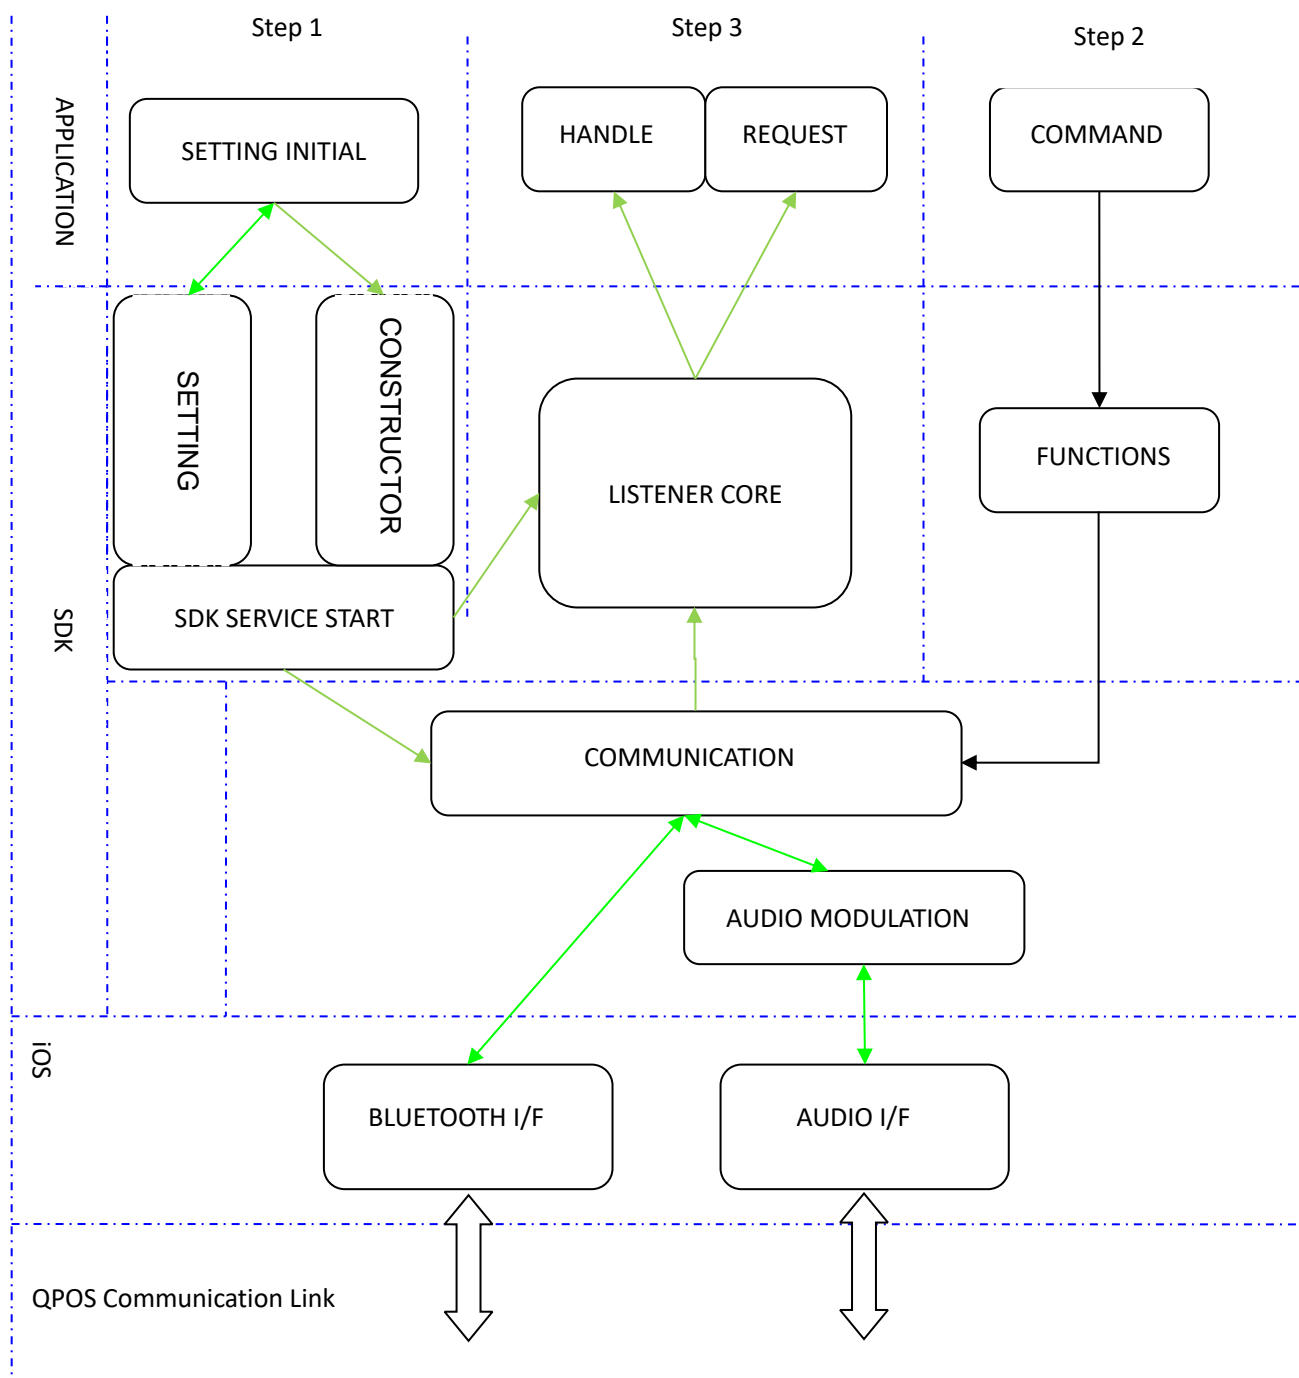 Step 1
Step 3
Step 2
APPLICATION
SETTING INITIAL
HANDLE
REQUEST
COMMAND
SETTING
CONSTRUCTOR
LISTENER CORE
FUNCTIONS
SDK
SDK SERVICE START
COMMUNICATION
AUDIO MODULATION
iOS
BLUETOOTH I/F
AUDIO I/F
QPOS Communication Link